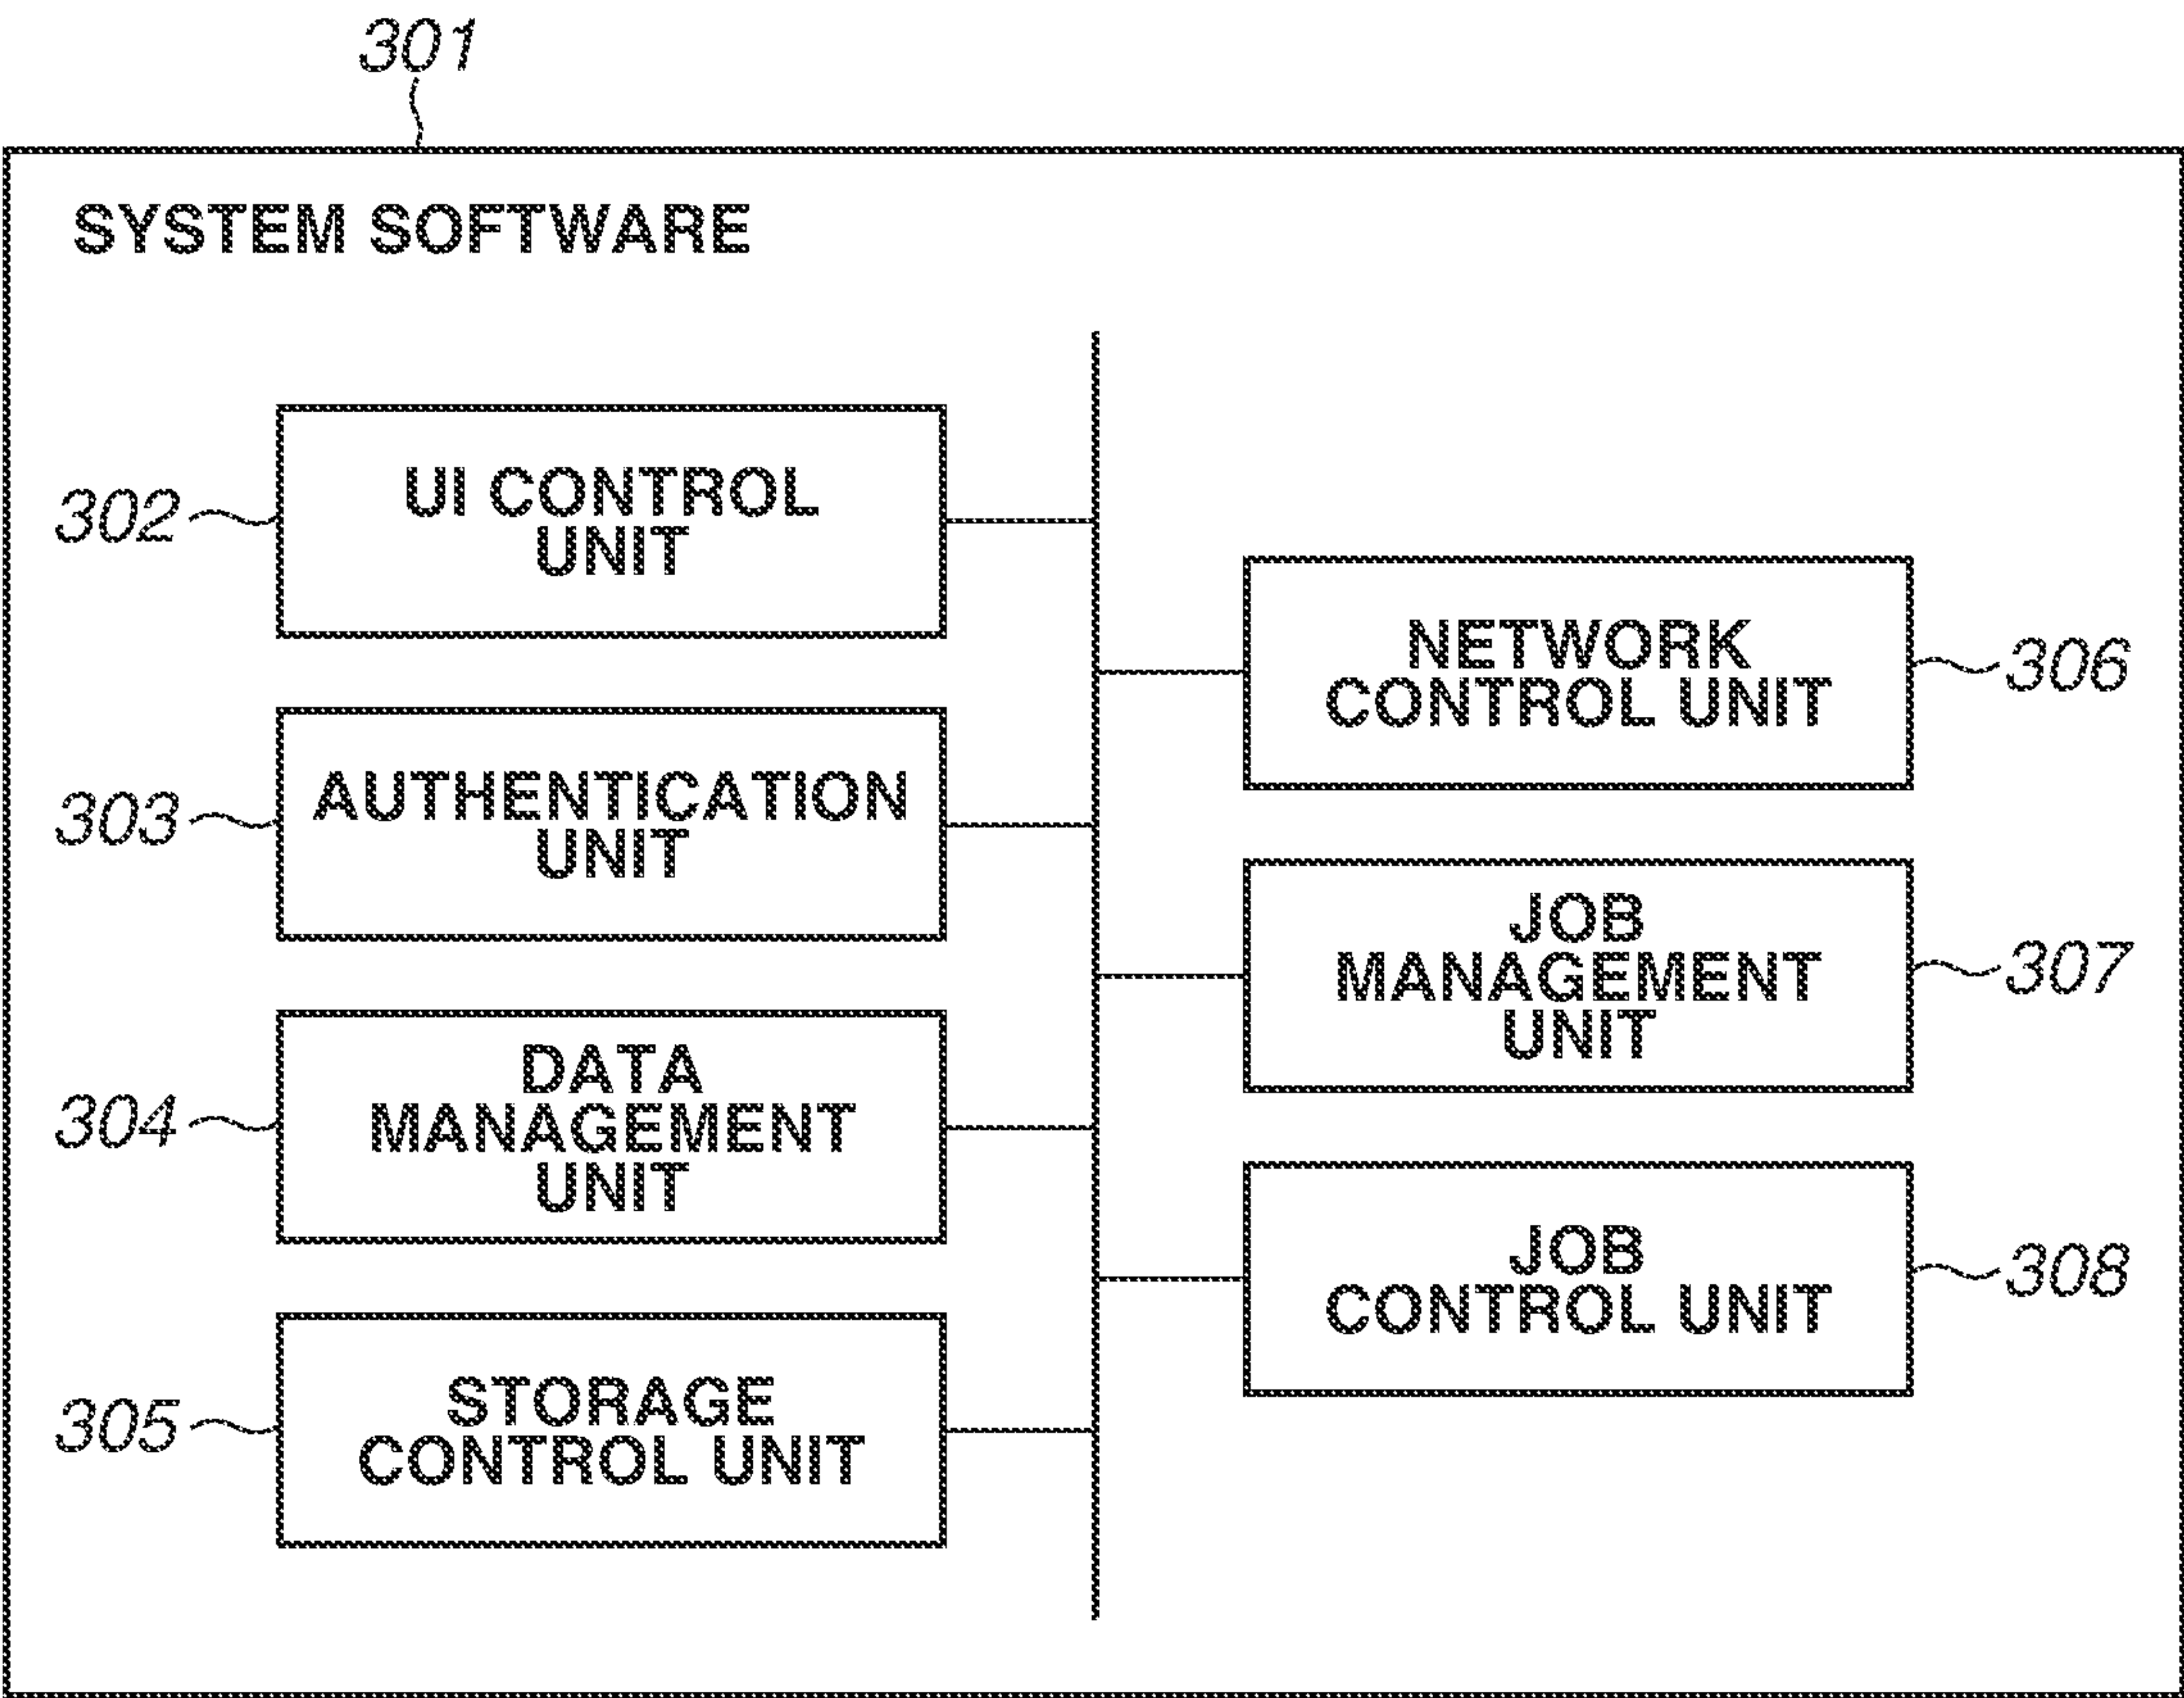 301
SYSTEM SOFTWARE
302
UI CONTROL
UNIT
303
AUTHENTICATION
UNIT
304
DATA
MANAGEMENT
UNIT
305
STORAGE
CONTROL UNIT
NETWORK
CONTROL UNIT
306
JOB
MANAGEMENT
UNIT
307
JOB
CONTROL UNIT
308